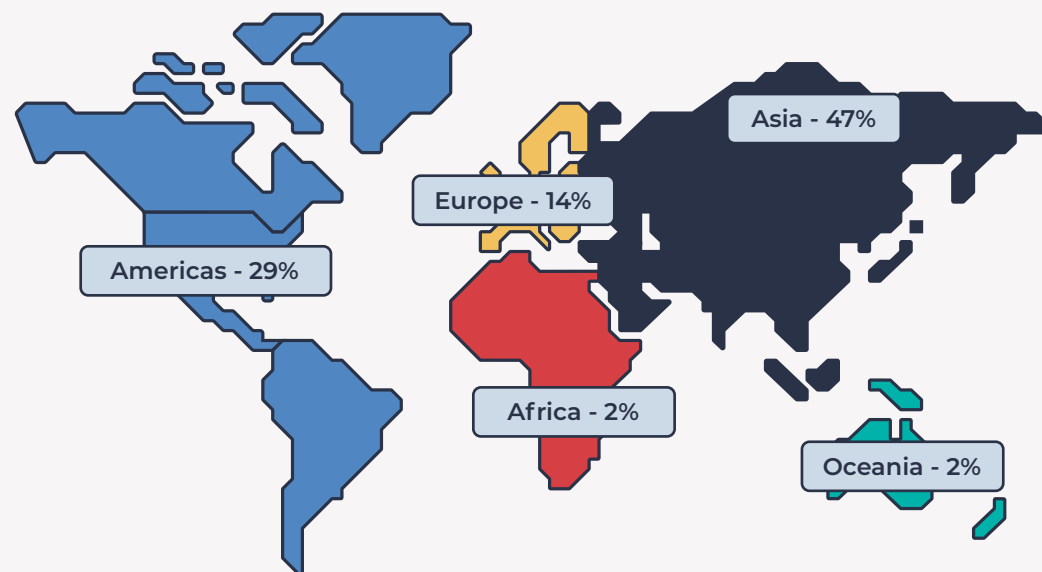 Asia - 47%
Europe - 14%
Americas - 29%
Africa - 2%
Oceania - 2%